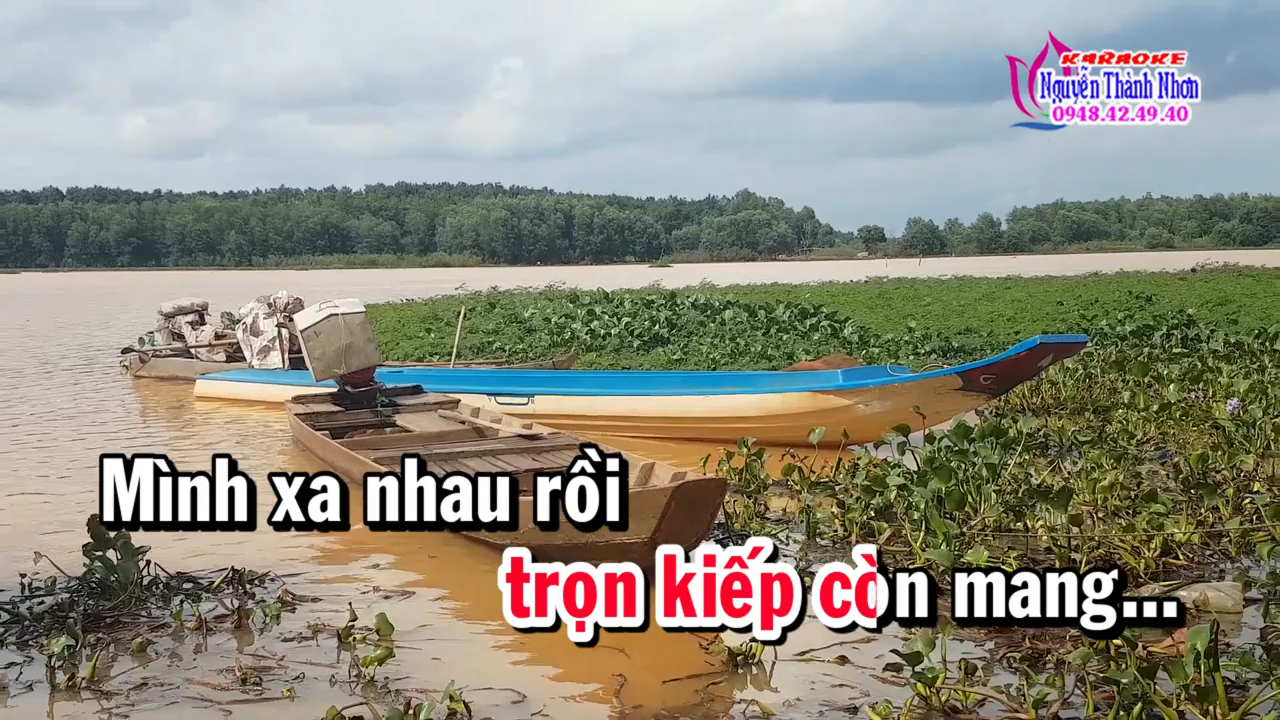 KARAOKE
Nguyễn Thành Nhơn
0948.42.49.40
Mình xa nhau rồi
trọn kiếp còn mang...